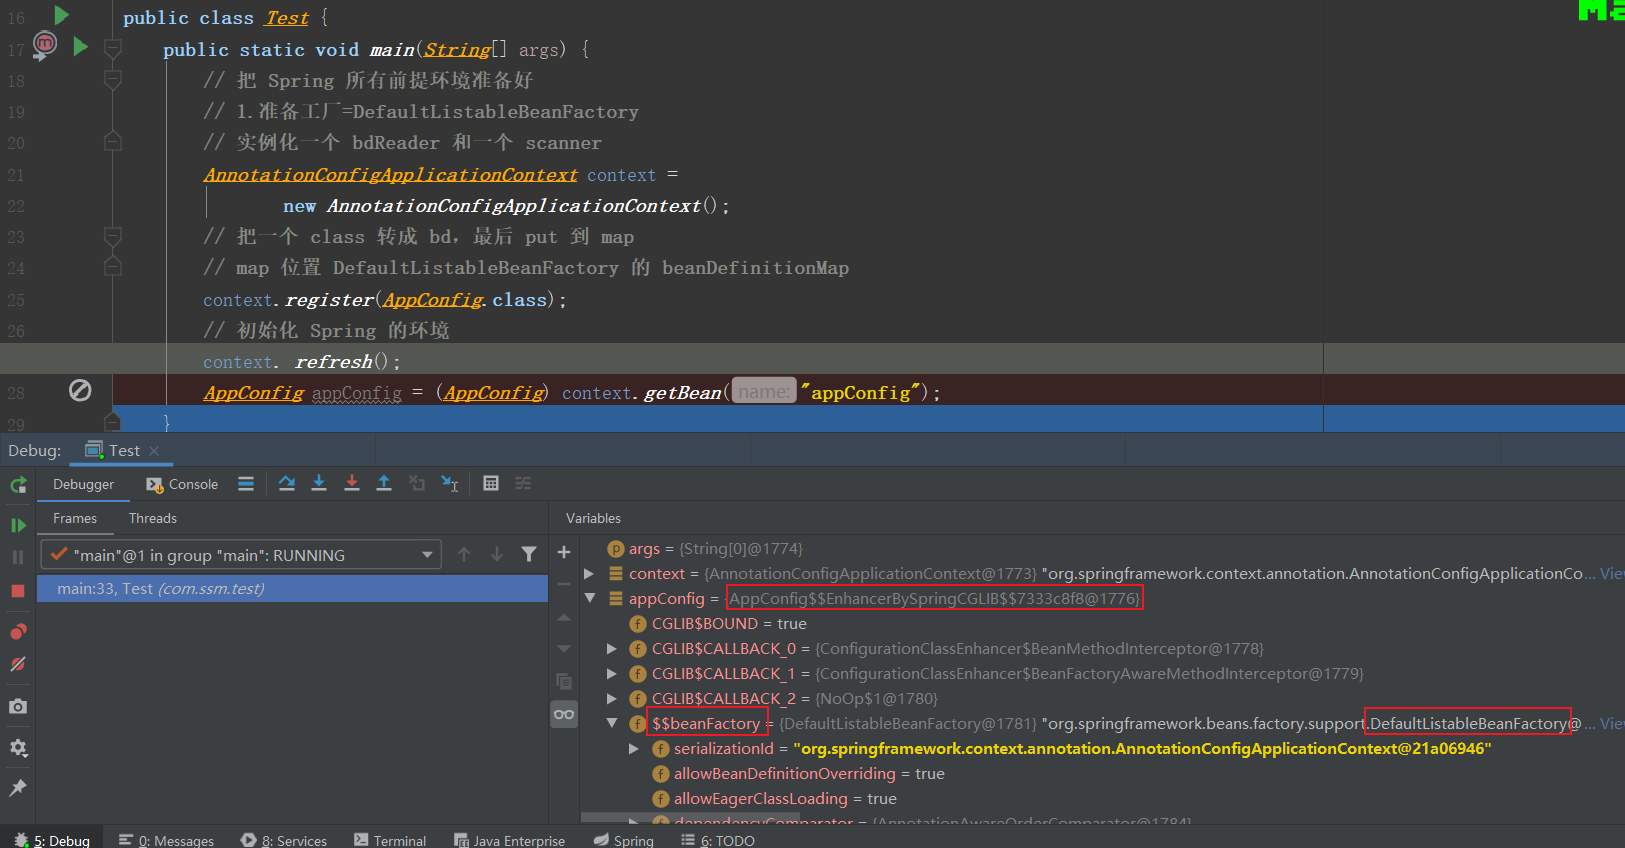 Ma
16 public class Test {
17 public static void main(String[] args) {
18 // 把 Spring 所有前提环境准备好
19 // 1.准备工厂=DefaultListableBeanFactory
20 // 实例化一个 bdReader 和一个 scanner
21 AnnotationConfigApplicationContext context =
22 new AnnotationConfigApplicationContext();
23 // 把一个 class 转成 bd，最后 put 到 map
24 // map 位置 DefaultListableBeanFactory 的 beanDefinitionMap
25 context.register(AppConfig.class);
26 // 初始化 Spring 的环境
context. refresh();
28 AppConfig appConfig = (AppConfig) context.getBean( name: "appConfig");
29 }
Debug: Test
Debugger Console
Frames Threads Variables
"main"@1 in group "main": RUNNING
main:33, Test (com.ssm.test)
args = {String[0]@1774}
context = {AnnotationConfigApplicationContext@1773} "org.springframework.context.annotation.AnnotationConfigApplicationCo... View
appConfig = {AppConfig$$EnhancerBySpringCGLIB$$7333c8f8@1776}
CGLIB$BOUND = true
CGLIB$CALLBACK_0 = {ConfigurationClassEnhancer$BeanMethodInterceptor@1778}
CGLIB$CALLBACK_1 = {ConfigurationClassEnhancer$BeanFactoryAwareMethodInterceptor@1779}
CGLIB$CALLBACK_2 = {NoOp$1@1780}
$$beanFactory = {DefaultListableBeanFactory@1781} "org.springframework.beans.factory.support.DefaultListableBeanFactory@... View
serializationId = "org.springframework.context.annotation.AnnotationConfigApplicationContext@21a06946"
allowBeanDefinitionOverriding = true
allowEagerClassLoading = true
dependencyComparator = {AnnotationAwareOrderComparator@1784}
5: Debug 0: Messages 8: Services Terminal Java Enterprise Spring 6: TODO